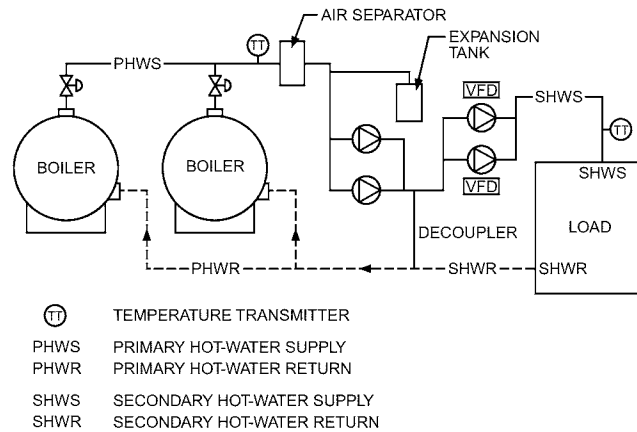 AIR SEPARATOR
EXPANSION
TANK
TT
PHWS
VFD
SHWS
TT
BOILER
BOILER
VFD
SHWS
LOAD
DECOUPLER
PHWR
SHWR
SHWR
TT TEMPERATURE TRANSMITTER
PHWS PRIMARY HOT-WATER SUPPLY
PHWR PRIMARY HOT-WATER RETURN
SHWS SECONDARY HOT-WATER SUPPLY
SHWR SECONDARY HOT-WATER RETURN